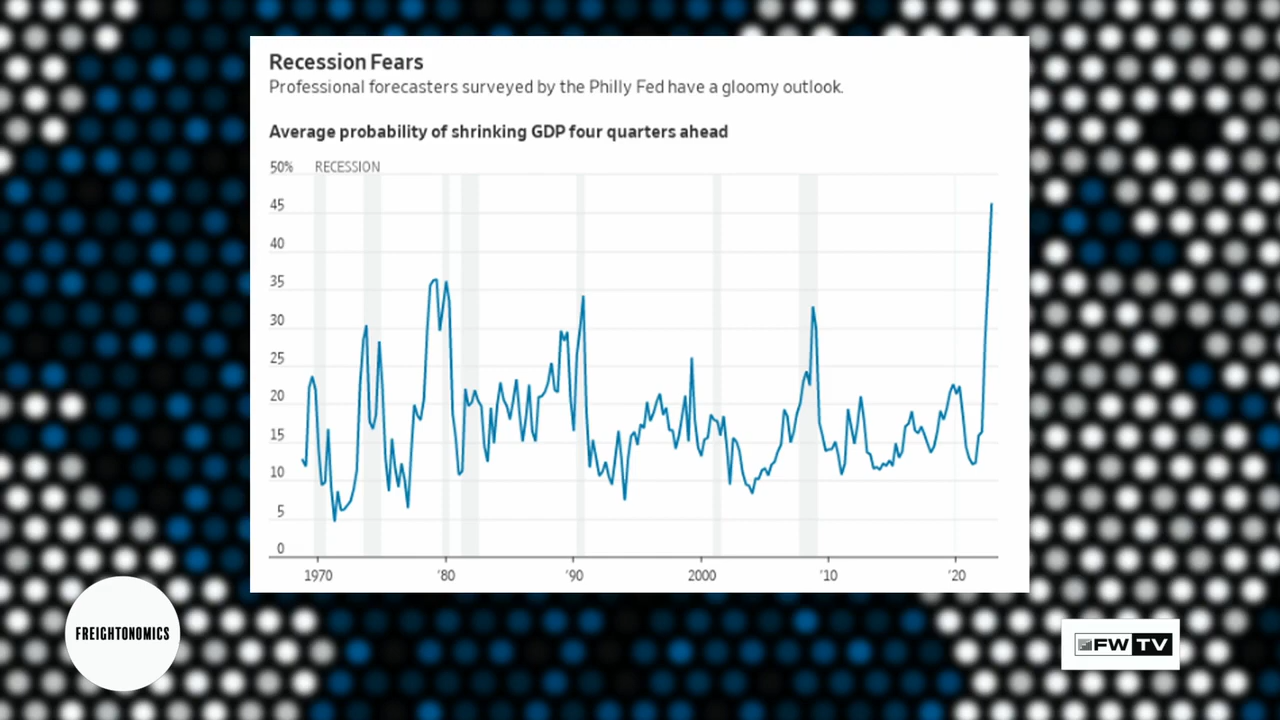 Recession Fears
Professional forecasters surveyed by the Philly Fed have a gloomy outlook.
Average probability of shrinking GDP four quarters ahead
50% RECESSION
45
40
35
30
25
20
15
10
5
0
1970 '80 '90 2000 '10 '20
FREIGHTONOMICS
FW TV